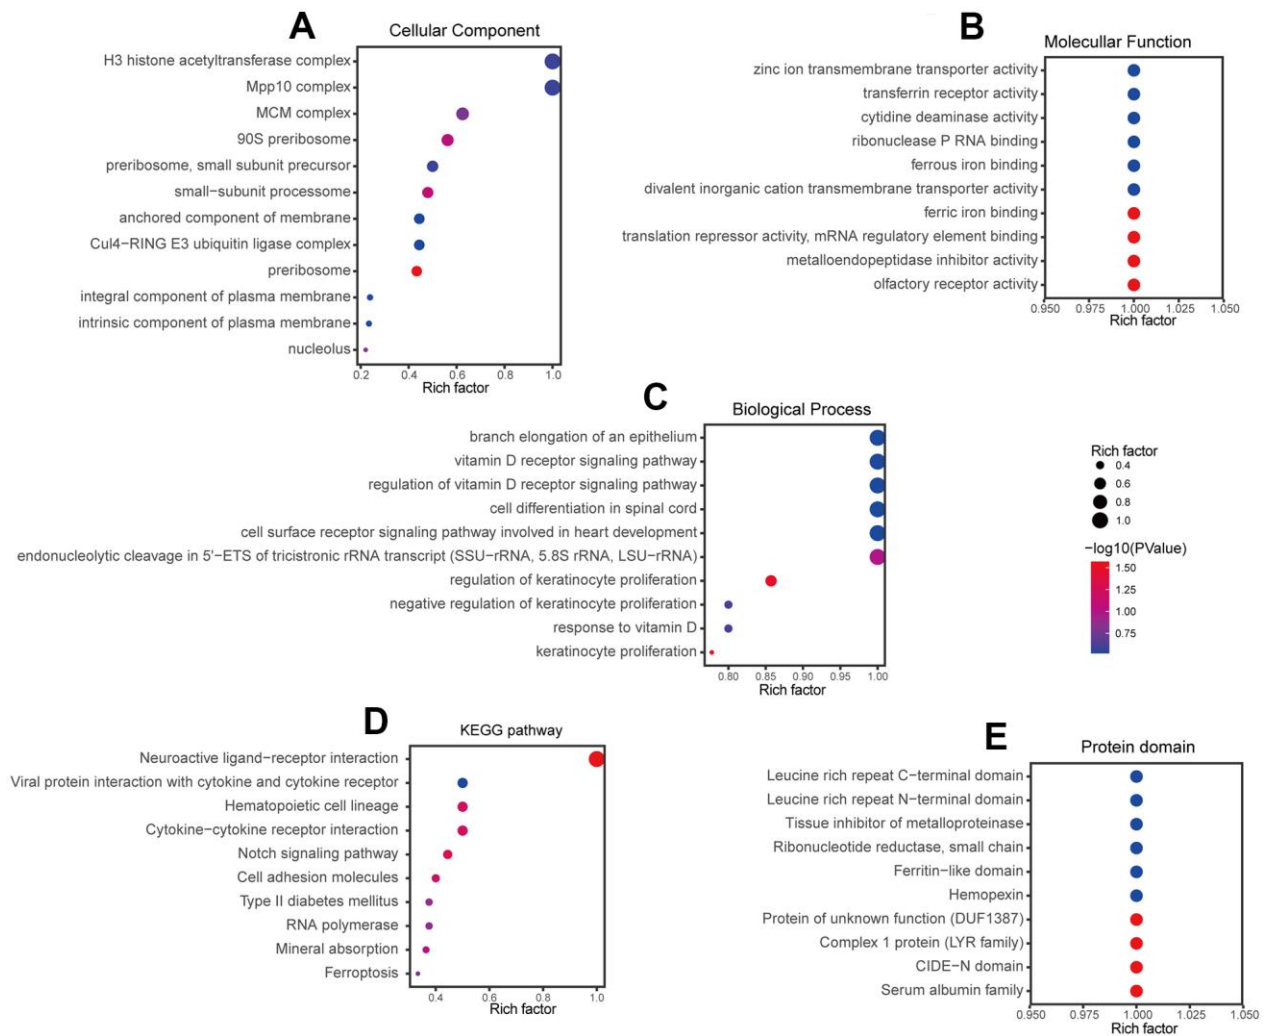 A
Cellular Component
H3 histone acetyltransferase complex
Mpp10 complex
MCM complex
90S preribosome
preribosome, small subunit precursor
small−subunit processome
anchored component of membrane
Cul4−RING E3 ubiquitin ligase complex
preribosome
integral component of plasma membrane
intrinsic component of plasma membrane
nucleolus
0.2 0.4 0.6 0.8 1.0
Rich factor
B
Molecullar Function
zinc ion transmembrane transporter activity
transferrin receptor activity
cytidine deaminase activity
ribonuclease P RNA binding
ferrous iron binding
divalent inorganic cation transmembrane transporter activity
ferric iron binding
translation repressor activity, mRNA regulatory element binding
metalloendopeptidase inhibitor activity
olfactory receptor activity
0.950 0.975 1.000 1.025 1.050
Rich factor
C
Biological Process
branch elongation of an epithelium
vitamin D receptor signaling pathway
regulation of vitamin D receptor signaling pathway
cell differentiation in spinal cord
cell surface receptor signaling pathway involved in heart development
endonucleolytic cleavage in 5'−ETS of tricistronic rRNA transcript (SSU−rRNA, 5.8S rRNA, LSU−rRNA)
regulation of keratinocyte proliferation
negative regulation of keratinocyte proliferation
response to vitamin D
keratinocyte proliferation
0.80 0.85 0.90 0.95 1.00
Rich factor
Rich factor
0.4
0.6
0.8
1.0
−log10(PValue)
1.50
1.25
1.00
0.75
D
KEGG pathway
Neuroactive ligand−receptor interaction
Viral protein interaction with cytokine and cytokine receptor
Hematopoietic cell lineage
Cytokine−cytokine receptor interaction
Notch signaling pathway
Cell adhesion molecules
Type II diabetes mellitus
RNA polymerase
Mineral absorption
Ferroptosis
0.4 0.6 0.8 1.0
Rich factor
E
Protein domain
Leucine rich repeat C−terminal domain
Leucine rich repeat N−terminal domain
Tissue inhibitor of metalloproteinase
Ribonucleotide reductase, small chain
Ferritin−like domain
Hemopexin
Protein of unknown function (DUF1387)
Complex 1 protein (LYR family)
CIDE−N domain
Serum albumin family
0.950 0.975 1.000 1.025 1.050
Rich factor